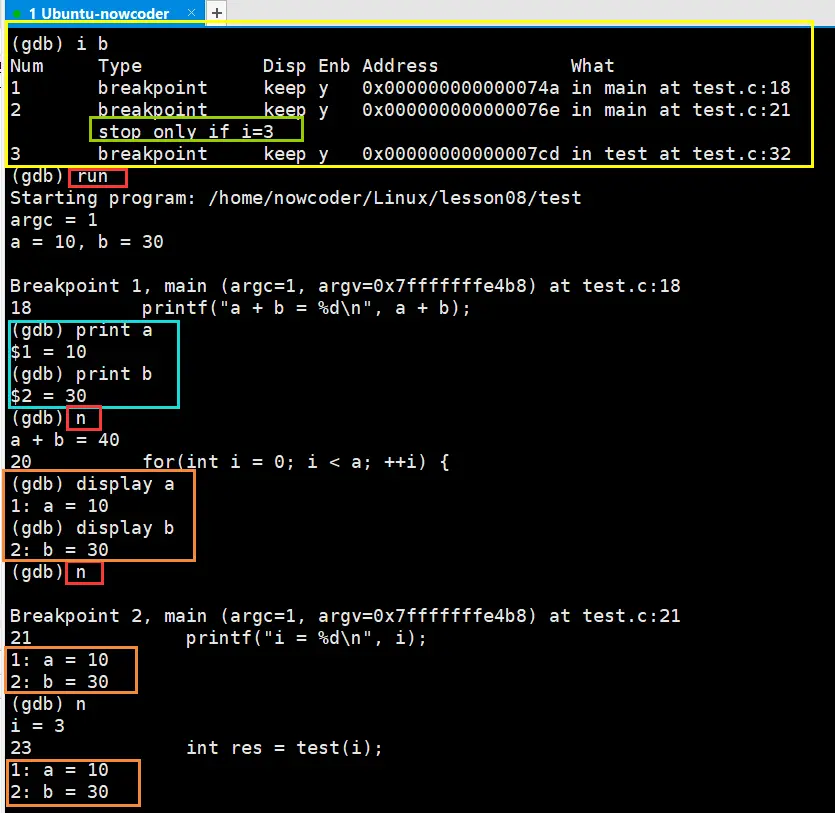 1 Ubuntu-nowcoder × +
(gdb) i b
Num     Type           Disp Enb Address            What
1       breakpoint     keep y   0x000000000000074a in main at test.c:18
2       breakpoint     keep y   0x000000000000076e in main at test.c:21
        stop only if i=3
3       breakpoint     keep y   0x00000000000007cd in test at test.c:32
(gdb) run
Starting program: /home/nowcoder/Linux/lesson08/test
argc = 1
a = 10, b = 30
Breakpoint 1, main (argc=1, argv=0x7fffffffe4b8) at test.c:18
18          printf("a + b = %d\n", a + b);
(gdb) print a
$1 = 10
(gdb) print b
$2 = 30
(gdb) n
a + b = 40
20          for(int i = 0; i < a; ++i) {
(gdb) display a
1: a = 10
(gdb) display b
2: b = 30
(gdb) n
Breakpoint 2, main (argc=1, argv=0x7fffffffe4b8) at test.c:21
21              printf("i = %d\n", i);
1: a = 10
2: b = 30
(gdb) n
i = 3
23              int res = test(i);
1: a = 10
2: b = 30